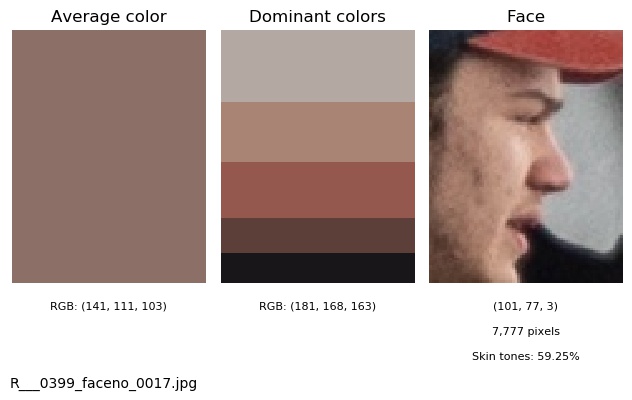 Average color
Dominant colors
Face
RGB: (141, 111, 103)
RGB: (181, 168, 163)
(101, 77, 3)
7,777 pixels
Skin tones: 59.25%
R___0399_faceno_0017.jpg